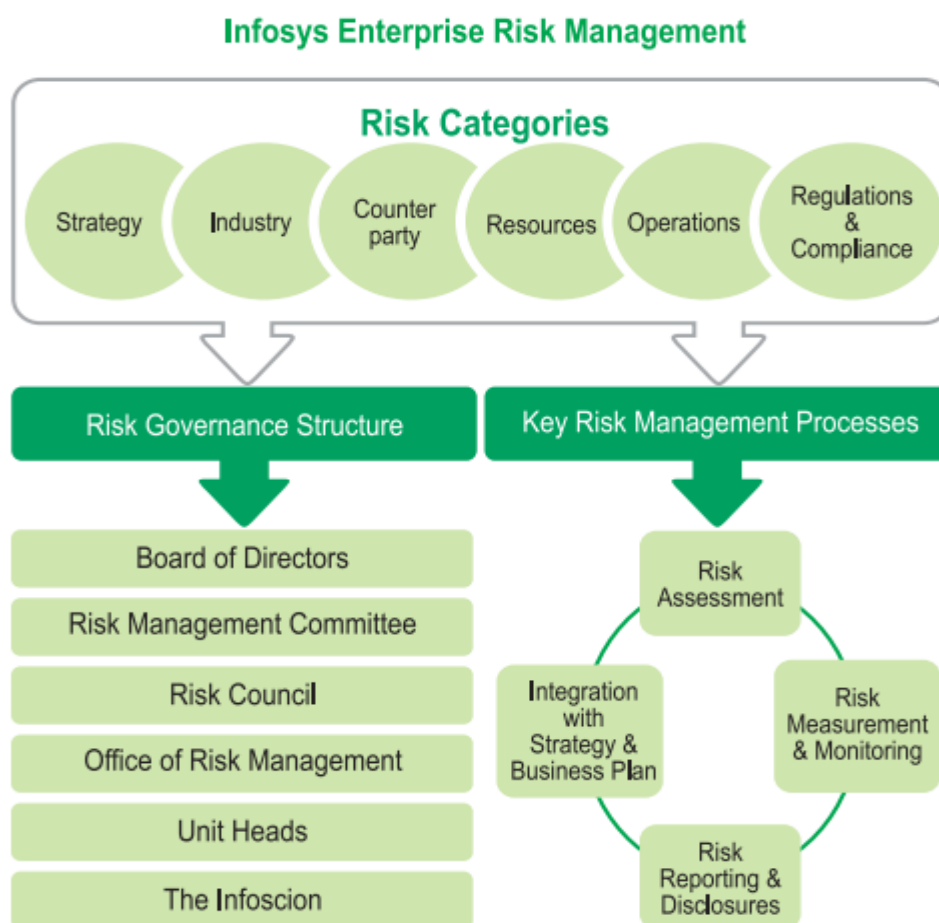 Infosys Enterprise Risk Management
Risk Categories
Strategy
Industry
Counter
party
Resources
Operations
Regulations
&
Compliance
Risk Governance Structure
Key Risk Management Processes
Board of Directors
Risk Management Committee
Risk Council
Office of Risk Management
Unit Heads
The Infoscion
Risk
Assessment
Risk
Measurement
& Monitoring
Risk
Reporting &
Disclosures
Integration
with
Strategy &
Business Plan